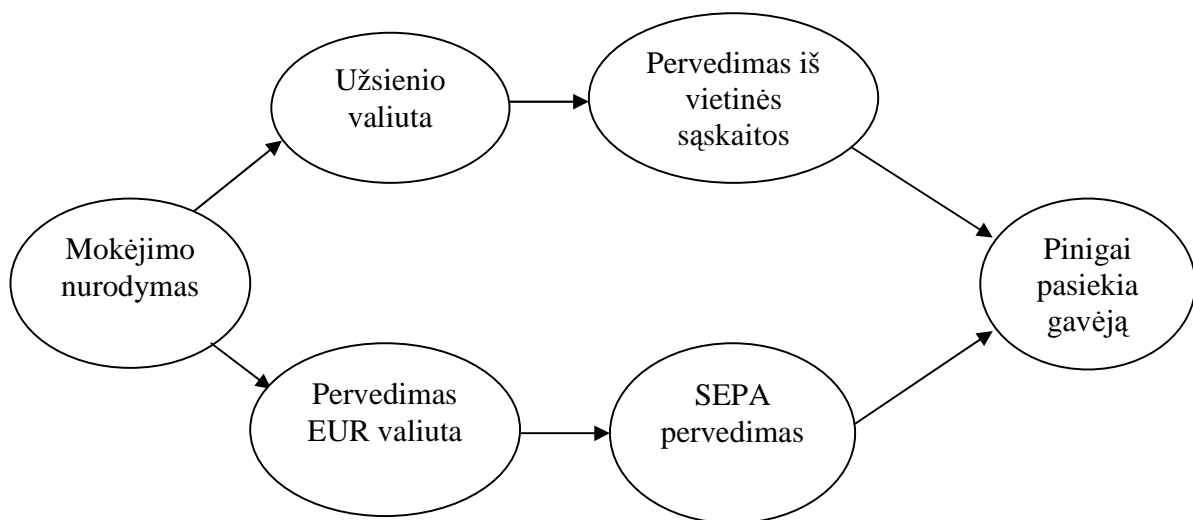 Užsienio
valiuta
Pervedimas iš
vietinės
sąskaitos
Mokėjimo
nurodymas
Pinigai
pasiekia
gavėją
Pervedimas
EUR valiuta
SEPA
pervedimas